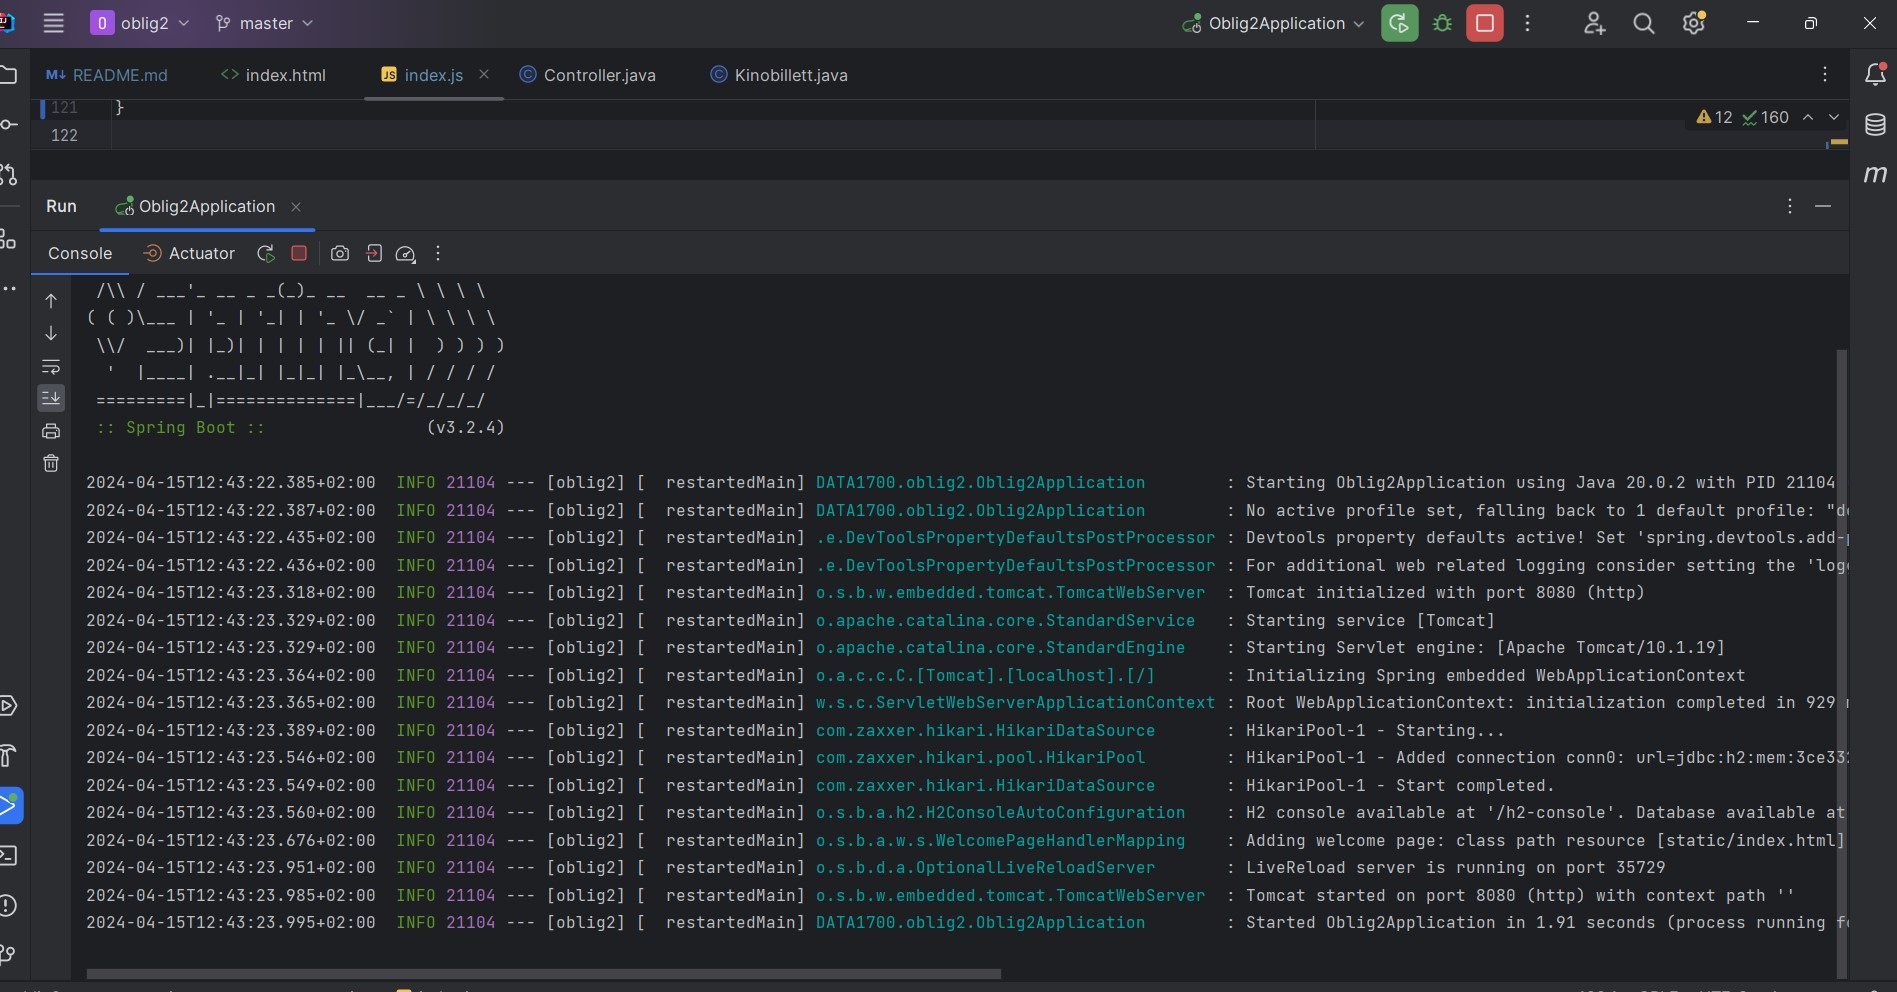 oblig2 master Oblig2Application
README.md index.html index.js Controller.java Kinobillett.java
121 }
122
12 160
Run Oblig2Application
Console Actuator
/\\ / ___'_ __ _ _(_)_ __  __ _ \ \ \ \
( ( )\___ | '_ | '_| | '_ \/ _` | \ \ \ \
\\/  ___)| |_)| | | | | || (_| |  ) ) ) )
'  |____| .__|_| |_|_| |_\__, | / / / /
=========|_|==============|___/=/_/_/_/
:: Spring Boot :: (v3.2.4)
2024-04-15T12:43:22.385+02:00 INFO 21104 --- [oblig2] [ restartedMain] DATA1700.oblig2.Oblig2Application : Starting Oblig2Application using Java 20.0.2 with PID 21104
2024-04-15T12:43:22.387+02:00 INFO 21104 --- [oblig2] [ restartedMain] DATA1700.oblig2.Oblig2Application : No active profile set, falling back to 1 default profile: "de
2024-04-15T12:43:22.435+02:00 INFO 21104 --- [oblig2] [ restartedMain] .e.DevToolsPropertyDefaultsPostProcessor : Devtools property defaults active! Set 'spring.devtools.add-p
2024-04-15T12:43:22.436+02:00 INFO 21104 --- [oblig2] [ restartedMain] .e.DevToolsPropertyDefaultsPostProcessor : For additional web related logging consider setting the 'logg
2024-04-15T12:43:23.318+02:00 INFO 21104 --- [oblig2] [ restartedMain] o.s.b.w.embedded.tomcat.TomcatWebServer : Tomcat initialized with port 8080 (http)
2024-04-15T12:43:23.329+02:00 INFO 21104 --- [oblig2] [ restartedMain] o.apache.catalina.core.StandardService : Starting service [Tomcat]
2024-04-15T12:43:23.329+02:00 INFO 21104 --- [oblig2] [ restartedMain] o.apache.catalina.core.StandardEngine : Starting Servlet engine: [Apache Tomcat/10.1.19]
2024-04-15T12:43:23.364+02:00 INFO 21104 --- [oblig2] [ restartedMain] o.a.c.c.C.[Tomcat].[localhost].[/] : Initializing Spring embedded WebApplicationContext
2024-04-15T12:43:23.365+02:00 INFO 21104 --- [oblig2] [ restartedMain] w.s.c.ServletWebServerApplicationContext : Root WebApplicationContext: initialization completed in 929
2024-04-15T12:43:23.389+02:00 INFO 21104 --- [oblig2] [ restartedMain] com.zaxxer.hikari.HikariDataSource : HikariPool-1 - Starting...
2024-04-15T12:43:23.546+02:00 INFO 21104 --- [oblig2] [ restartedMain] com.zaxxer.hikari.pool.HikariPool : HikariPool-1 - Added connection conn0: url=jdbc:h2:mem:3ce33
2024-04-15T12:43:23.549+02:00 INFO 21104 --- [oblig2] [ restartedMain] com.zaxxer.hikari.HikariDataSource : HikariPool-1 - Start completed.
2024-04-15T12:43:23.560+02:00 INFO 21104 --- [oblig2] [ restartedMain] o.s.b.a.h2.H2ConsoleAutoConfiguration : H2 console available at '/h2-console'. Database available at
2024-04-15T12:43:23.676+02:00 INFO 21104 --- [oblig2] [ restartedMain] o.s.b.a.w.s.WelcomePageHandlerMapping : Adding welcome page: class path resource [static/index.html]
2024-04-15T12:43:23.951+02:00 INFO 21104 --- [oblig2] [ restartedMain] o.s.b.d.a.OptionalLiveReloadServer : LiveReload server is running on port 35729
2024-04-15T12:43:23.985+02:00 INFO 21104 --- [oblig2] [ restartedMain] o.s.b.w.embedded.tomcat.TomcatWebServer : Tomcat started on port 8080 (http) with context path ''
2024-04-15T12:43:23.995+02:00 INFO 21104 --- [oblig2] [ restartedMain] DATA1700.oblig2.Oblig2Application : Started Oblig2Application in 1.91 seconds (process running fo